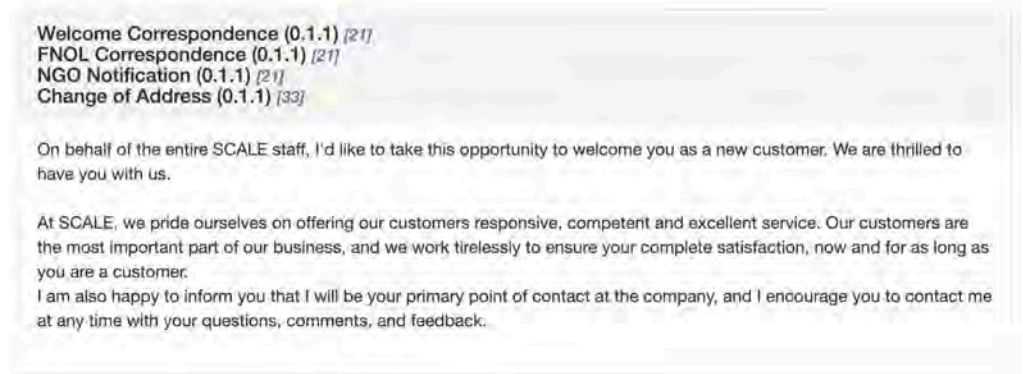 Welcome Correspondence (0.1.1) [21]
FNOL Correspondence (0.1.1) [21]
NGO Notification (0.1.1) [21]
Change of Address (0.1.1) [33]
On behalf of the entire SCALE staff, I'd like to take this opportunity to welcome you as a new customer. We are thrilled to
have you with us.
At SCALE, we pride ourselves on offering our customers responsive, competent and excellent service. Our customers are
the most important part of our business, and we work tirelessly to ensure your complete satisfaction, now and for as long as
you are a customer.
I am also happy to inform you that I will be your primary point of contact at the company, and I encourage you to contact me
at any time with your questions, comments, and feedback.